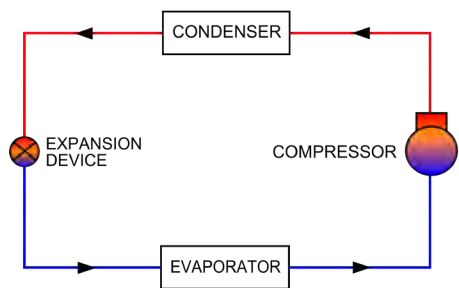 CONDENSER
EXPANSION
DEVICE
COMPRESSOR
EVAPORATOR